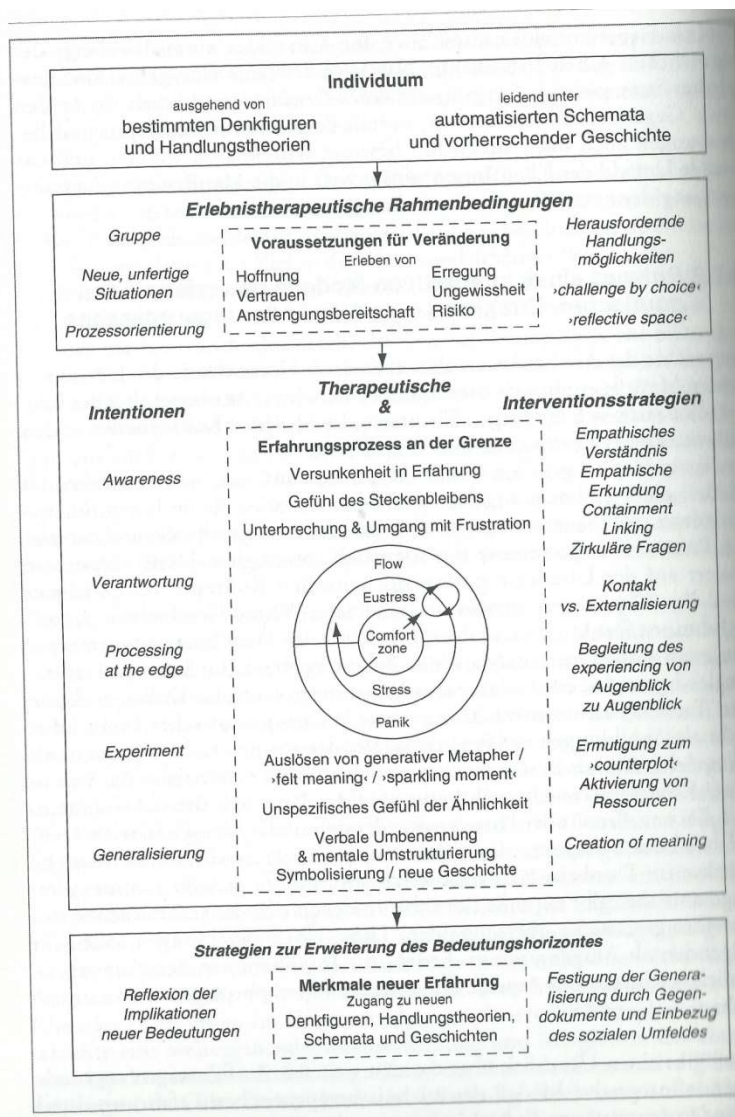 Individuum
ausgehend von
bestimmten Denkfiguren
und Handlungstheorien
leidend unter
automatisierten Schemata
und vorherrschender Geschichte
Erlebnistherapeutische Rahmenbedingungen
Gruppe
Neue, unfertige
Situationen
Prozessorientierung
Voraussetzungen für Veränderung
Erleben von
Hoffnung
Vertrauen
Anstrengungsbereitschaft
Erregung
Ungewissheit
Risiko
Herausfordernde
Handlungs-
möglichkeiten
›challenge by choice‹
›reflective space‹
Therapeutische
&
Intentionen
Awareness
Verantwortung
Processing
at the edge
Experiment
Generalisierung
Erfahrungsprozess an der Grenze
Versunkenheit in Erfahrung
Gefühl des Steckenbleibens
Unterbrechung & Umgang mit Frustration
Flow
Eustress
Comfort
zone
Stress
Panik
Auslösen von generativer Metapher /
›felt meaning‹ / ›sparkling moment‹
Unspezifisches Gefühl der Ähnlichkeit
Verbale Umbenennung
& mentale Umstrukturierung
Symbolisierung / neue Geschichte
Interventionsstrategien
Empathisches
Verständnis
Empathische
Erkundung
Containment
Linking
Zirkuläre Fragen
Kontakt
vs. Externalisierung
Begleitung des
experiencing von
Augenblick
zu Augenblick
Ermutigung zum
›counterplot‹
Aktivierung von
Ressourcen
Creation of meaning
Strategien zur Erweiterung des Bedeutungshorizontes
Reflexion der
Implikationen
neuer Bedeutungen
Merkmale neuer Erfahrung
Zugang zu neuen
Denkfiguren, Handlungstheorien,
Schemata und Geschichten
Festigung der Genera-
lisierung durch Gegen-
dokumente und Einbezug
des sozialen Umfeldes